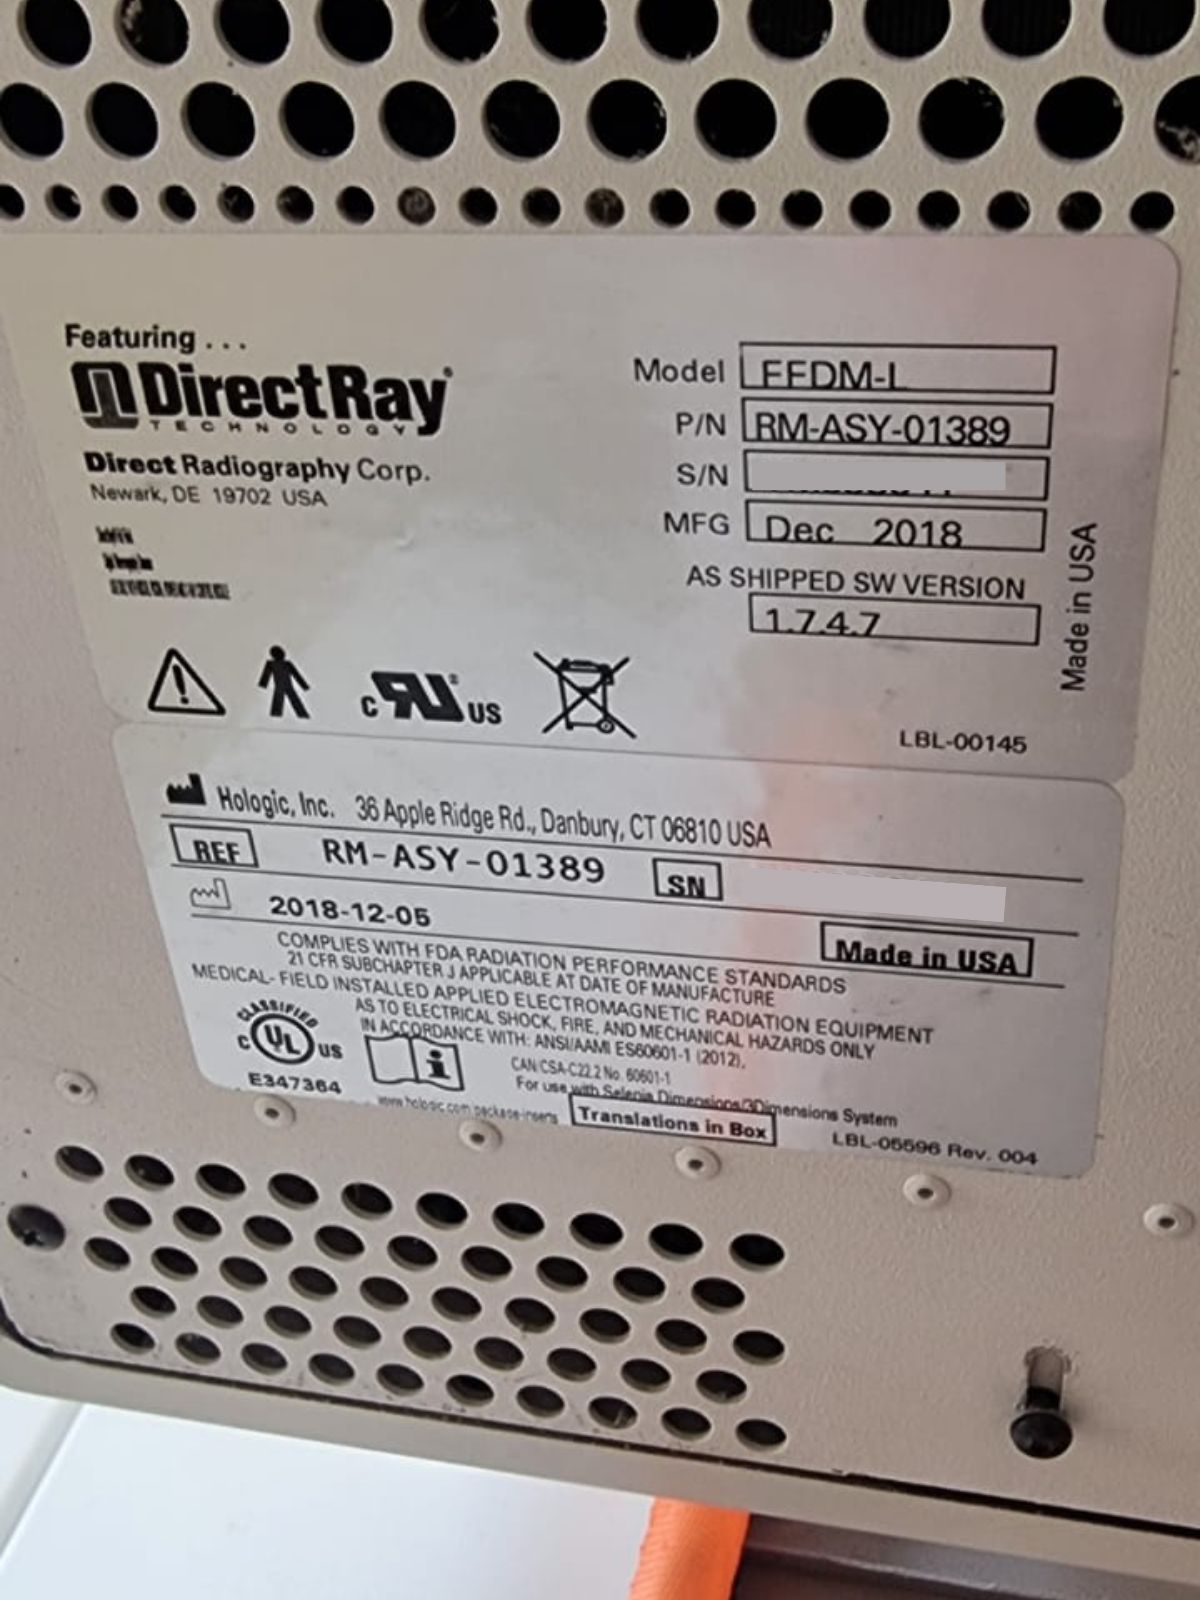 Featuring ...
DirectRay®
TECHNOLOGY
Direct Radiography Corp.
Newark, DE 19702 USA
Model FFDM-L
P/N RM-ASY-01389
S/N
MFG Dec 2018
AS SHIPPED SW VERSION
1.7.4.7
Made in USA
c RU® US
LBL-00145
Hologic, Inc. 36 Apple Ridge Rd., Danbury, CT 06810 USA
REF RM-ASY-01389 SN
2018-12-05
Made in USA
COMPLIES WITH FDA RADIATION PERFORMANCE STANDARDS
21 CFR SUBCHAPTER J APPLICABLE AT DATE OF MANUFACTURE
MEDICAL- FIELD INSTALLED APPLIED ELECTROMAGNETIC RADIATION EQUIPMENT
AS TO ELECTRICAL SHOCK, FIRE, AND MECHANICAL HAZARDS ONLY
IN ACCORDANCE WITH: ANSI/AAMI ES60601-1 (2012),
CAN/CSA-C22.2 No. 60601-1
For use with Selenia Dimensions/3Dimensions System
CLASSIFIED
c UL US
E347364
www.hologic.com/package-inserts
Translations in Box
LBL-05596 Rev. 004